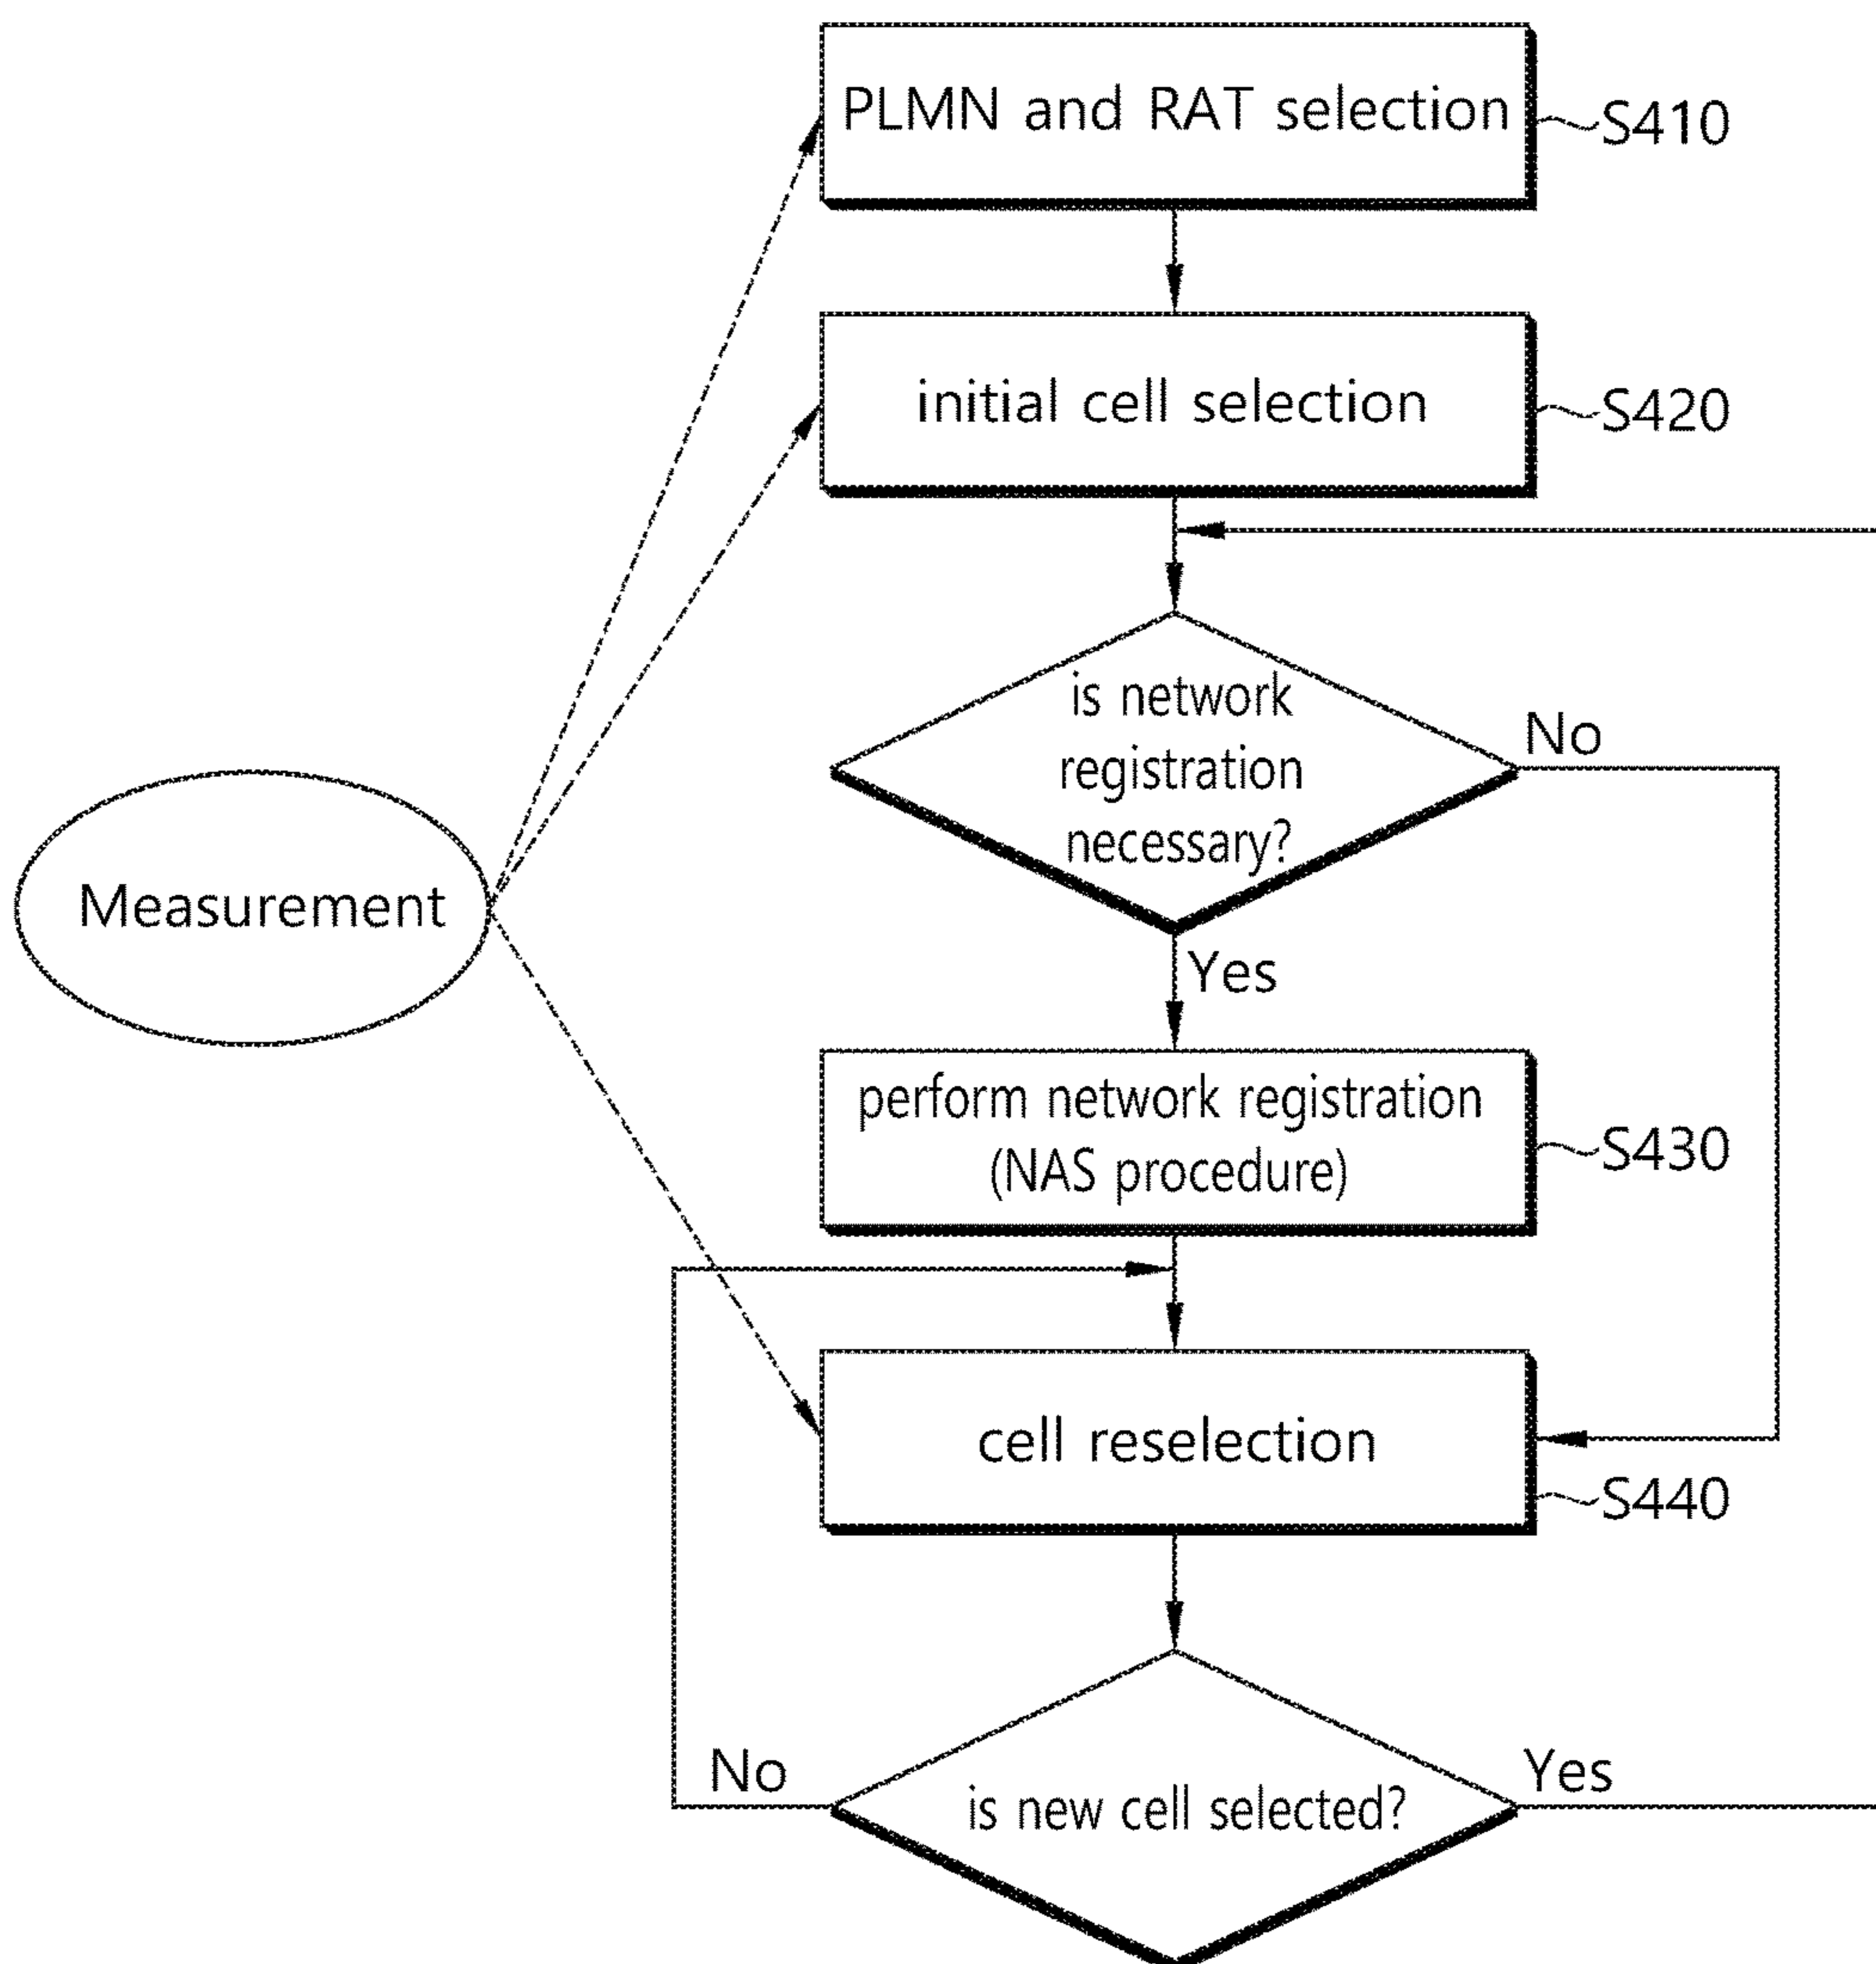 PLMN and RAT selection
S410
initial cell selection
S420
is network
registration
necessary?
No
Yes
Measurement
perform network registration
(NAS procedure)
S430
cell reselection
S440
No
is new cell selected?
Yes